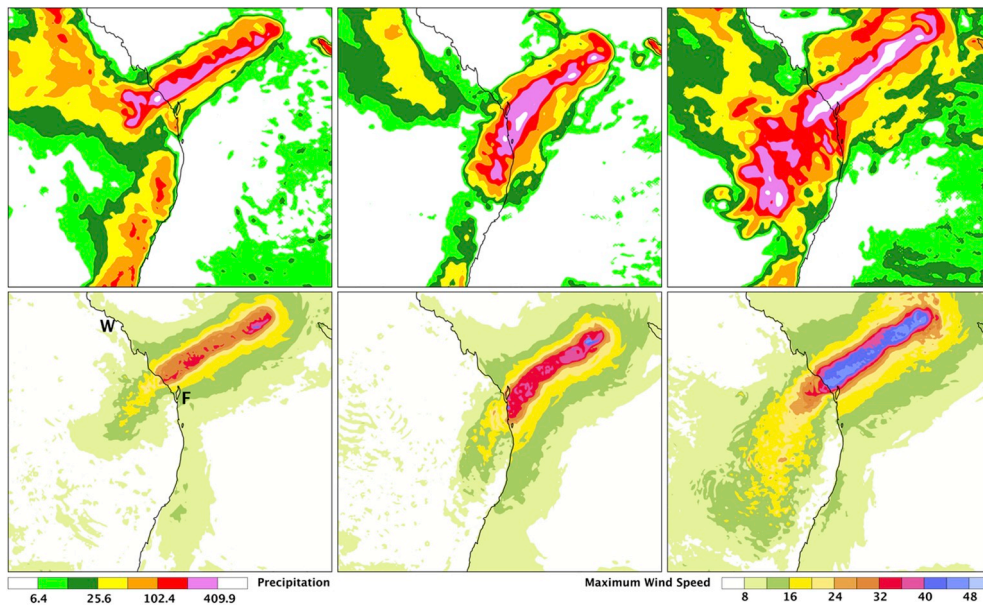 W
F
Precipitation
6.4 25.6 102.4 409.9
Maximum Wind Speed
8 16 24 32 40 48